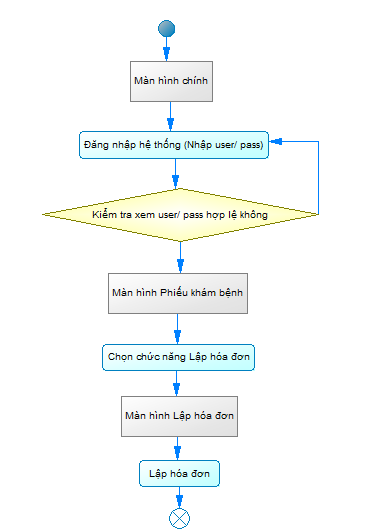 Màn hình chính
Đăng nhập hệ thống (Nhập user/ pass)
Kiểm tra xem user/ pass hợp lệ không
Màn hình Phiếu khám bệnh
Chọn chức năng Lập hóa đơn
Màn hình Lập hóa đơn
Lập hóa đơn